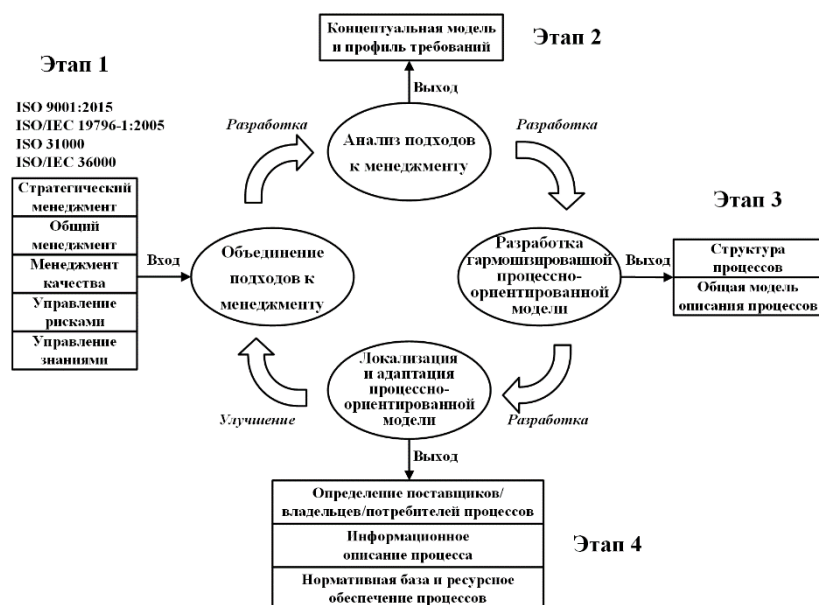 Концептуальная модель
и профиль требований
Этап 2
Этап 1
Выход
ISO 9001:2015
ISO/IEC 19796-1:2005
ISO 31000
ISO/IEC 36000
Разработка
Анализ подходов
к менеджменту
Разработка
Стратегический
менеджмент
Общий
менеджмент
Менеджмент
качества
Управление
рисками
Управление
знаниями
Вход
Объединение
подходов к
менеджменту
Разработка
гармонизированной
процессно-
ориентированной
модели
Выход
Этап 3
Структура
процессов
Общая модель
описания процессов
Локализация
и адаптация
процессно-
ориентированной
модели
Улучшение
Разработка
Выход
Определение поставщиков/
владельцев/потребителей процессов
Информационное
описание процесса
Нормативная база и ресурсное
обеспечение процессов
Этап 4